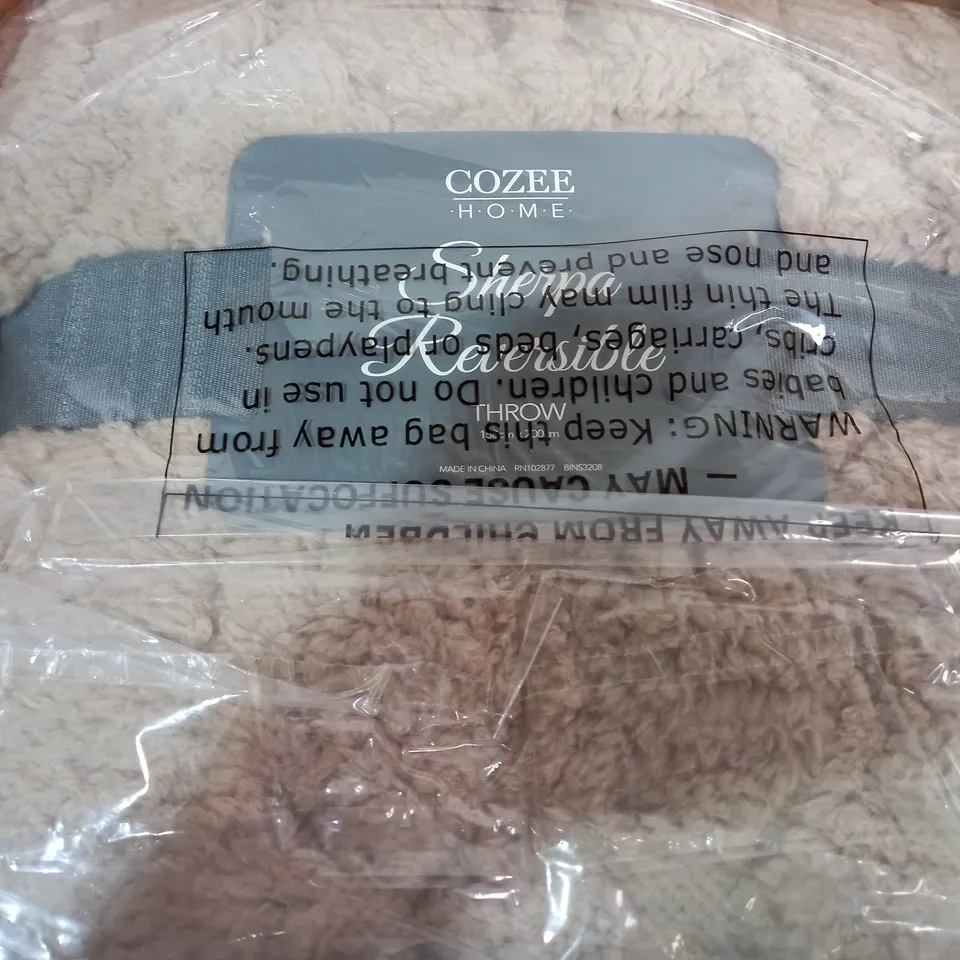 COZEE
·H·O·M·E·
Sherpa
Reversible
THROW
MADE IN CHINA RN102877 BINS3208
KEEP AWAY FROM CHILDREN
— MAY CAUSE SUFFOCATION
WARNING: Keep this bag away from
babies and children. Do not use in
cribs, carriages, beds or playpens.
The thin film may cling to the mouth
and nose and prevent breathing.